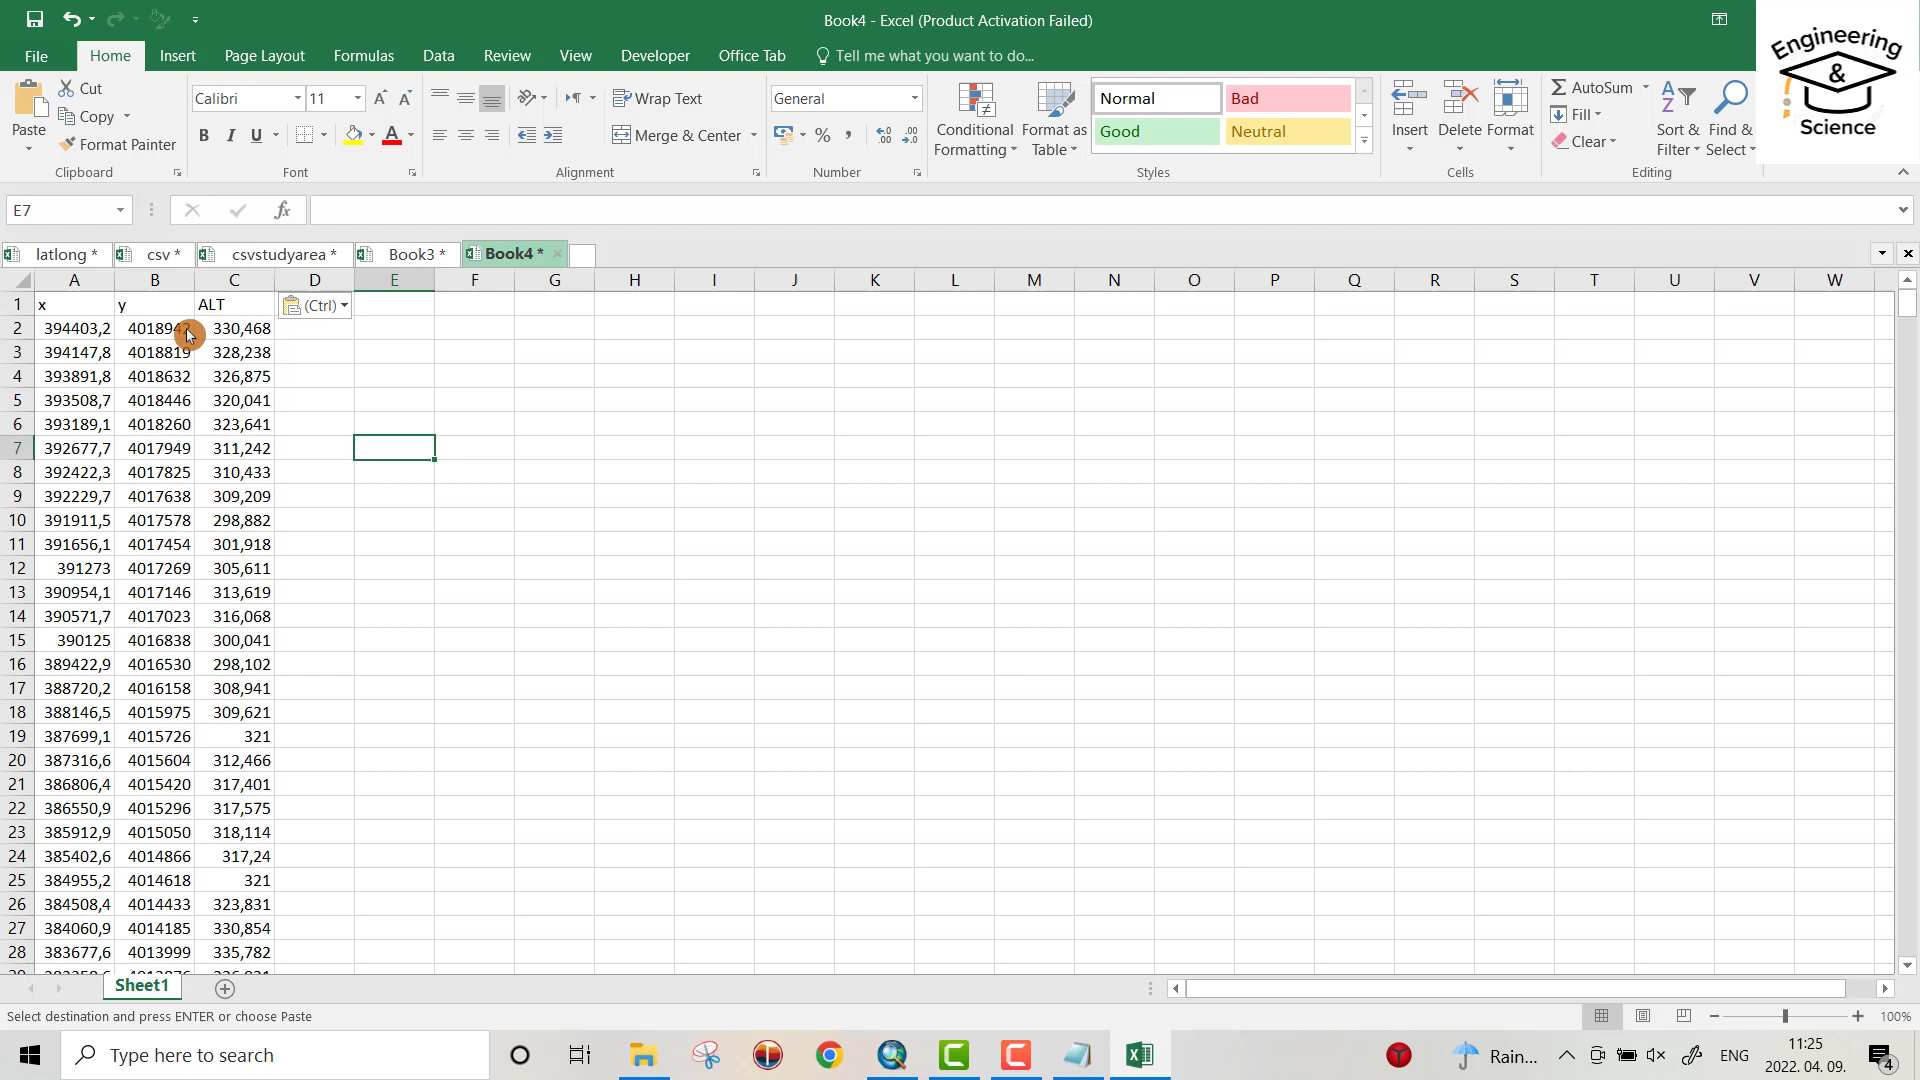 Book4 - Excel (Product Activation Failed)
Engineering
&
Science
File Home Insert Page Layout Formulas Data Review View Developer Office Tab Tell me what you want to do...
Paste
Cut
Copy
Format Painter
Clipboard
Calibri 11
B I U
Font
Wrap Text
Merge & Center
Alignment
General
%
Number
Conditional Formatting
Format as Table
Normal Bad
Good Neutral
Styles
Insert Delete Format
Cells
AutoSum
Fill
Clear
Sort & Filter
Find & Select
Editing
E7
fx
latlong * csv * csvstudyarea * Book3 * Book4 *
A B C D E F G H I J K L M N O P Q R S T U V W
1 x y ALT (Ctrl)
2 394403,2 4018942 330,468
3 394147,8 4018819 328,238
4 393891,8 4018632 326,875
5 393508,7 4018446 320,041
6 393189,1 4018260 323,641
7 392677,7 4017949 311,242
8 392422,3 4017825 310,433
9 392229,7 4017638 309,209
10 391911,5 4017578 298,882
11 391656,1 4017454 301,918
12 391273 4017269 305,611
13 390954,1 4017146 313,619
14 390571,7 4017023 316,068
15 390125 4016838 300,041
16 389422,9 4016530 298,102
17 388720,2 4016158 308,941
18 388146,5 4015975 309,621
19 387699,1 4015726 321
20 387316,6 4015604 312,466
21 386806,4 4015420 317,401
22 386550,9 4015296 317,575
23 385912,9 4015050 318,114
24 385402,6 4014866 317,24
25 384955,2 4014618 321
26 384508,4 4014433 323,831
27 384060,9 4014185 330,854
28 383677,6 4013999 335,782
Sheet1
Select destination and press ENTER or choose Paste
100%
Type here to search
Rain...
ENG
11:25
2022. 04. 09.
4